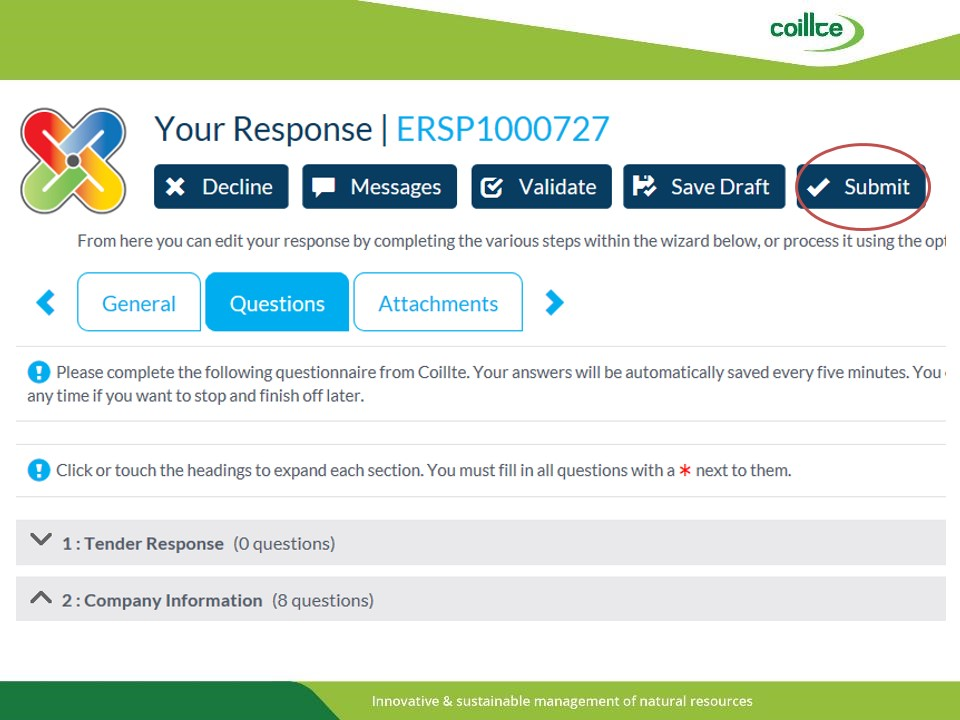 coillte
Your Response | ERSP1000727
Decline Messages Validate Save Draft Submit
From here you can edit your response by completing the various steps within the wizard below, or process it using the
General Questions Attachments
Please complete the following questionnaire from Coillte. Your answers will be automatically saved every five minutes. You
any time if you want to stop and finish off later.
Click or touch the headings to expand each section. You must fill in all questions with a * next to them.
1 : Tender Response (0 questions)
2 : Company Information (8 questions)
Innovative & sustainable management of natural resources